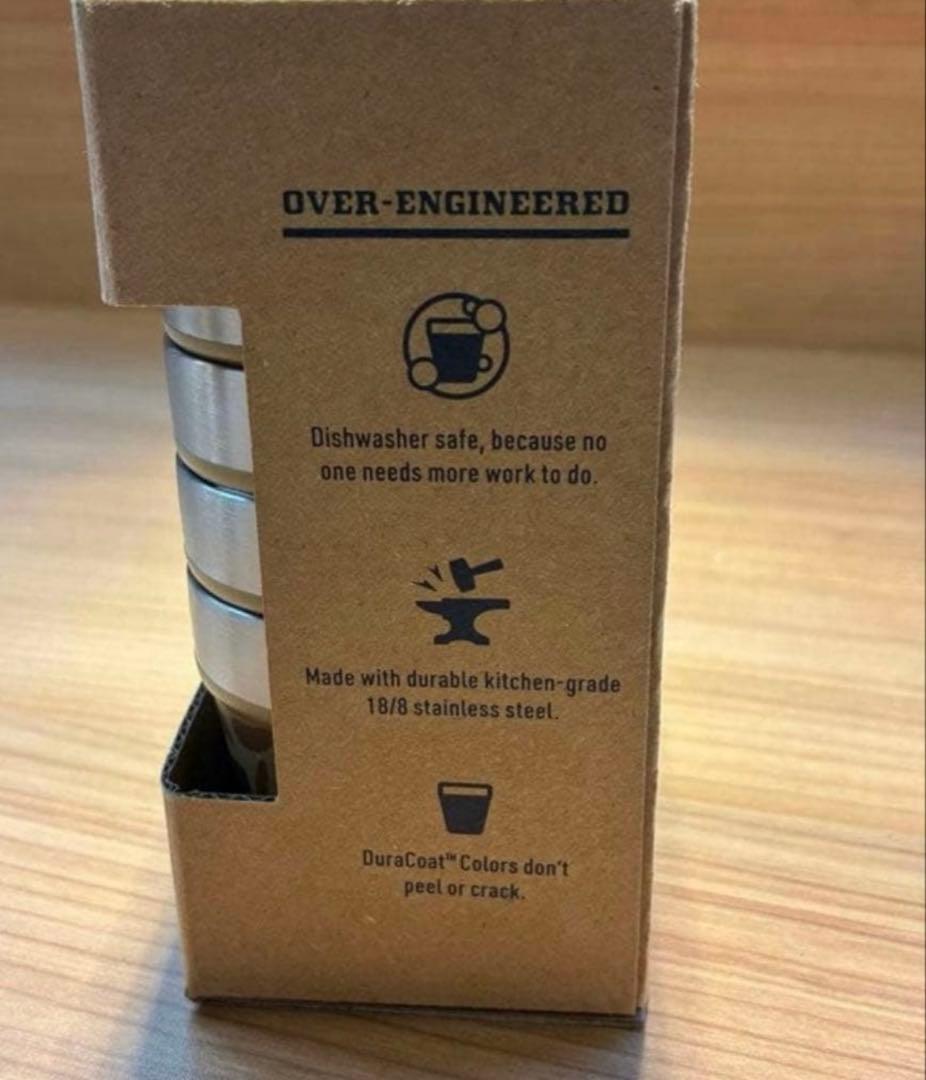 OVER-ENGINEERED
Dishwasher safe, because no
one needs more work to do.
Made with durable kitchen-grade
18/8 stainless steel.
DuraCoat™ Colors don't
peel or crack.